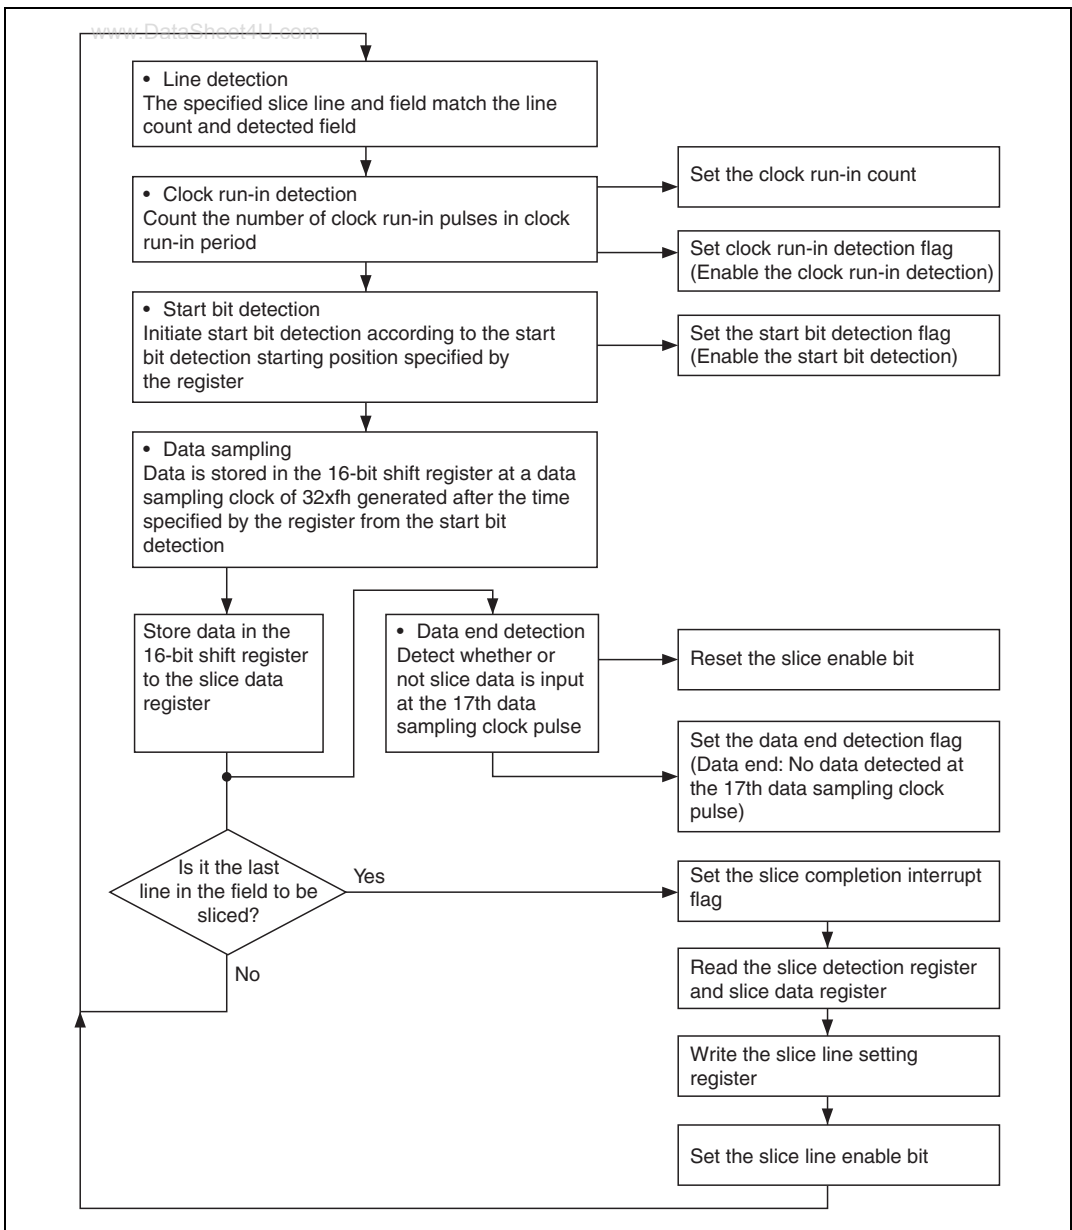 www.DataSheet4U.com
• Line detection
The specified slice line and field match the line
count and detected field
• Clock run-in detection
Count the number of clock run-in pulses in clock
run-in period
Set the clock run-in count
Set clock run-in detection flag
(Enable the clock run-in detection)
• Start bit detection
Initiate start bit detection according to the start
bit detection starting position specified by
the register
Set the start bit detection flag
(Enable the start bit detection)
• Data sampling
Data is stored in the 16-bit shift register at a data
sampling clock of 32xfh generated after the time
specified by the register from the start bit
detection
Store data in the
16-bit shift register
to the slice data
register
• Data end detection
Detect whether or
not slice data is input
at the 17th data
sampling clock pulse
Reset the slice enable bit
Set the data end detection flag
(Data end: No data detected at
the 17th data sampling clock
pulse)
Is it the last
line in the field to be
sliced?
Yes
No
Set the slice completion interrupt
flag
Read the slice detection register
and slice data register
Write the slice line setting
register
Set the slice line enable bit